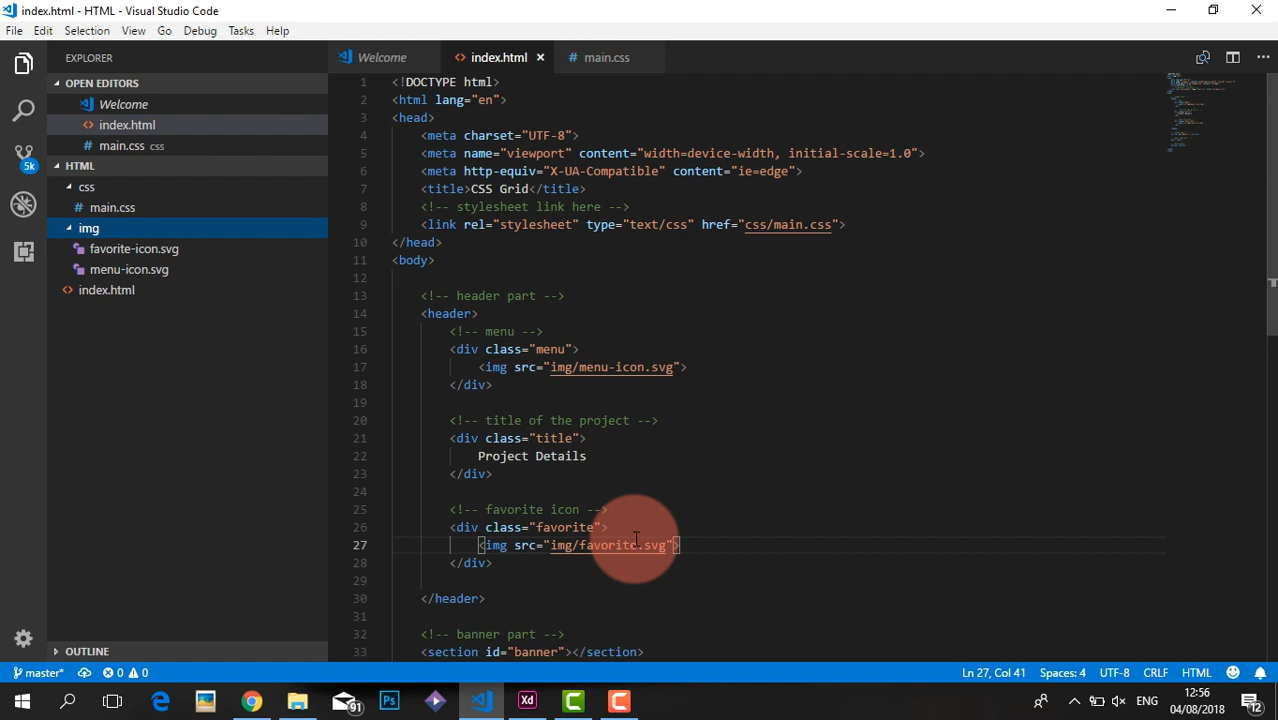 index.html - HTML - Visual Studio Code
File Edit Selection View Go Debug Tasks Help
EXPLORER
OPEN EDITORS
Welcome
index.html
main.css css
HTML
css
main.css
img
favorite-icon.svg
menu-icon.svg
index.html
OUTLINE
5k
Welcome index.html main.css
1 <!DOCTYPE html>
2 <html lang="en">
3 <head>
4 <meta charset="UTF-8">
5 <meta name="viewport" content="width=device-width, initial-scale=1.0">
6 <meta http-equiv="X-UA-Compatible" content="ie=edge">
7 <title>CSS Grid</title>
8 <!-- stylesheet link here -->
9 <link rel="stylesheet" type="text/css" href="css/main.css">
10 </head>
11 <body>
12
13 <!-- header part -->
14 <header>
15 <!-- menu -->
16 <div class="menu">
17 <img src="img/menu-icon.svg">
18 </div>
19
20 <!-- title of the project -->
21 <div class="title">
22 Project Details
23 </div>
24
25 <!-- favorite icon -->
26 <div class="favorite">
27 <img src="img/favorite.svg">
28 </div>
29
30 </header>
31
32 <!-- banner part -->
33 <section id="banner"></section>
master* 0 0 Ln 27, Col 41 Spaces: 4 UTF-8 CRLF HTML
91 Ps Xd ENG 12:56
04/08/2018 12